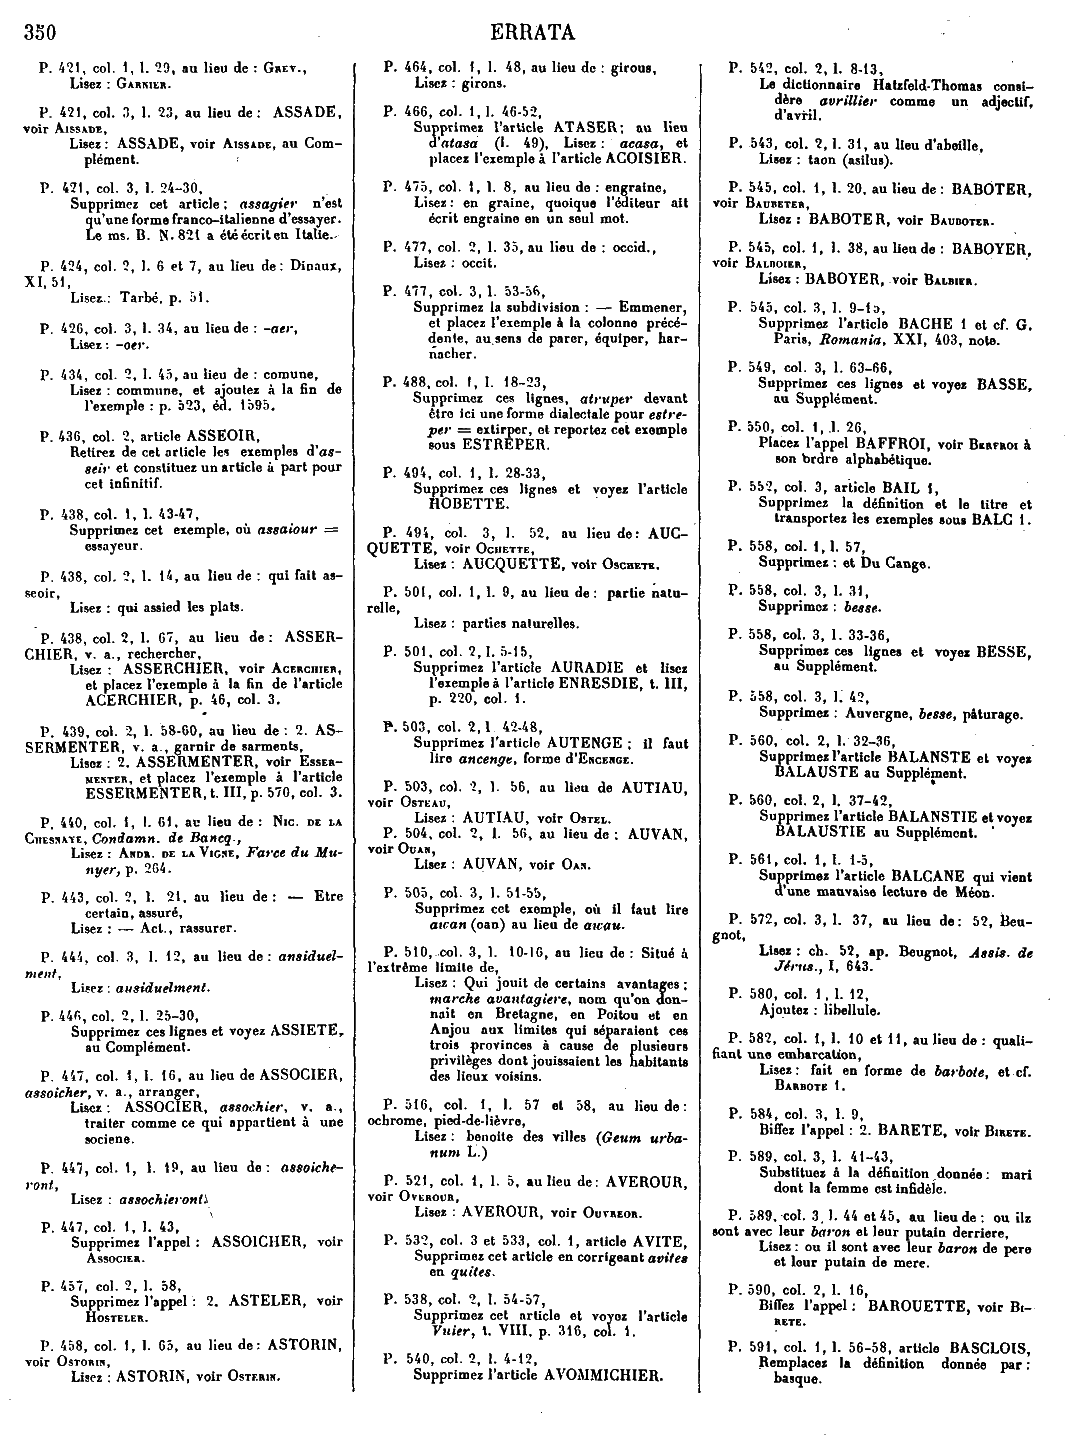 350
ERRATA
P. 421, col. 1, l. 29, au lieu de : GREV.,
Lisez : GARNIER.
P. 421, col. 3, l. 23, au lieu de : ASSADE,
voir AISSADE,
Lisez : ASSADE, voir AISSADE, au Com-
plément.
P. 421, col. 3, l. 24-30,
Supprimez cet article ; assagier n'est
qu'une forme franco-italienne d'essayer.
Le ms. B. N. 821 a été écrit en Italie.
P. 424, col. 2, l. 6 et 7, au lieu de : Dinaux,
XI, 51,
Lisez : Tarbé, p. 51.
P. 426, col. 3, l. 34, au lieu de : -aer,
Lisez : -oer.
P. 434, col. 2, l. 45, au lieu de : comune,
Lisez : commune, et ajoutez à la fin de
l'exemple : p. 523, éd. 1595.
P. 436, col. 2, article ASSEOIR,
Retirez de cet article les exemples d'as-
seir et constituez un article à part pour
cet infinitif.
P. 438, col. 1, l. 43-47,
Supprimez cet exemple, où assaiour =
essayeur.
P. 438, col. 2, l. 14, au lieu de : qui fait as-
seoir,
Lisez : qui assied les plats.
P. 438, col. 2, l. 67, au lieu de : ASSER-
CHIER, v. a., rechercher,
Lisez : ASSERCHIER, voir ACERCHIER,
et placez l'exemple à la fin de l'article
ACERCHIER, p. 46, col. 3.
P. 439, col. 2, l. 58-60, au lieu de : 2. AS-
SERMENTER, v. a., garnir de sarments,
Lisez : 2. ASSERMENTER, voir ESSER-
MENTER, et placez l'exemple à l'article
ESSERMENTER, t. III, p. 570, col. 3.
P. 440, col. 1, l. 61, au lieu de : NIC. DE LA
CHESNAYE, Condamn. de Bancq.,
Lisez : ANDR. DE LA VIGNE, Farce du Mu-
nyer, p. 264.
P. 443, col. 2, l. 21, au lieu de : — Etre
certain, assuré,
Lisez : — Act., rassurer.
P. 444, col. 3, l. 12, au lieu de : ansiduel-
ment,
Lisez : ausiduelment.
P. 446, col. 2, l. 25-30,
Supprimez ces lignes et voyez ASSIETE,
au Complément.
P. 447, col. 1, l. 16, au lieu de ASSOCIER,
assoicher, v. a., arranger,
Lisez : ASSOCIER, assochier, v. a.,
traiter comme ce qui appartient à une
sociene.
P. 447, col. 1, l. 19, au lieu de : assoiche-
ront,
Lisez : assochieront.
P. 447, col. 1, l. 43,
Supprimez l'appel : ASSOICHER, voir
ASSOCIER.
P. 457, col. 2, l. 58,
Supprimez l'appel : 2. ASTELER, voir
HOSTELER.
P. 458, col. 1, l. 65, au lieu de : ASTORIN,
voir OSTORIN,
Lisez : ASTORIN, voir OSTERIN.
P. 464, col. 1, l. 48, au lieu de : girous,
Lisez : girons.
P. 466, col. 1, l. 46-52,
Supprimez l'article ATASER ; au lieu
d'atasa (l. 49), Lisez : acasa, et
placez l'exemple à l'article ACOISIER.
P. 475, col. 1, l. 8, au lieu de : engraine,
Lisez : en graine, quoique l'éditeur ait
écrit engraine en un seul mot.
P. 477, col. 2, l. 35, au lieu de : occid.,
Lisez : occit.
P. 477, col. 3, l. 53-56,
Supprimez la subdivision : — Emmener,
et placez l'exemple à la colonne précé-
dente, au sens de parer, équiper, har-
nacher.
P. 488, col. 1, l. 18-23,
Supprimez ces lignes, atruper devant
être ici une forme dialectale pour estre-
per = extirper, et reportez cet exemple
sous ESTREPER.
P. 494, col. 1, l. 28-33,
Supprimez ces lignes et voyez l'article
HOBETTE.
P. 494, col. 3, l. 52, au lieu de : AUC-
QUETTE, voir OCHETTE,
Lisez : AUCQUETTE, voir OSCHETE.
P. 501, col. 1, l. 9, au lieu de : partie natu-
relle,
Lisez : parties naturelles.
P. 501, col. 2, l. 5-15,
Supprimez l'article AURADIE et lisez
l'exemple à l'article ENRESDIE, t. III,
p. 220, col. 1.
P. 503, col. 2, l. 42-48,
Supprimez l'article AUTENGE ; il faut
lire ancenge, forme d'ENCENGE.
P. 503, col. 2, l. 56, au lieu de AUTIAU,
voir OSTEAU,
Lisez : AUTIAU, voir OSTEL.
P. 504, col. 2, l. 56, au lieu de : AUVAN,
voir OUAN,
Lisez : AUVAN, voir OAN.
P. 505, col. 3, l. 51-55,
Supprimez cet exemple, où il faut lire
awan (oan) au lieu de awau.
P. 510, col. 3, l. 10-16, au lieu de : Situé à
l'extrême limite de,
Lisez : Qui jouit de certains avantages ;
marche avantagiere, nom qu'on don-
nait en Bretagne, en Poitou et en
Anjou aux limites qui séparaient ces
trois provinces à cause de plusieurs
privilèges dont jouissaient les habitants
des lieux voisins.
P. 516, col. 1, l. 57 et 58, au lieu de :
ochrome, pied-de-lièvre,
Lisez : benoite des villes (Geum urba-
num L.)
P. 521, col. 1, l. 5, au lieu de : AVEROUR,
voir OVEROUR,
Lisez : AVEROUR, voir OUVREOR.
P. 532, col. 3 et 533, col. 1, article AVITE,
Supprimez cet article en corrigeant avites
en quites.
P. 538, col. 2, l. 54-57,
Supprimez cet article et voyez l'article
Vuier, t. VIII, p. 316, col. 1.
P. 540, col. 2, l. 4-12,
Supprimez l'article AVOMMICHIER.
P. 542, col. 2, l. 8-13,
Le dictionnaire Hatzfeld-Thomas consi-
dère avrillier comme un adjectif,
d'avril.
P. 543, col. 2, l. 31, au lieu d'abeille,
Lisez : taon (asilus).
P. 545, col. 1, l. 20, au lieu de : BABOTER,
voir BAUBETER,
Lisez : BABOTER, voir BAUBOTER.
P. 545, col. 1, l. 38, au lieu de : BABOYER,
voir BALBOIER,
Lisez : BABOYER, voir BALBIER.
P. 545, col. 3, l. 9-15,
Supprimez l'article BACHE 1 et cf. G.
Paris, Romania, XXI, 403, note.
P. 549, col. 3, l. 63-66,
Supprimez ces lignes et voyez BASSE,
au Supplément.
P. 550, col. 1, l. 26,
Placez l'appel BAFFROI, voir BERFROI à
son ordre alphabétique.
P. 552, col. 3, article BAIL 1,
Supprimez la définition et le titre et
transportez les exemples sous BALC 1.
P. 558, col. 1, l. 57,
Supprimez : et Du Cange.
P. 558, col. 3, l. 31,
Supprimez : besse.
P. 558, col. 3, l. 33-36,
Supprimez ces lignes et voyez BESSE,
au Supplément.
P. 558, col. 3, l. 42,
Supprimez : Auvergne, besse, pâturage.
P. 560, col. 2, l. 32-36,
Supprimez l'article BALANSTE et voyez
BALAUSTE au Supplément.
P. 560, col. 2, l. 37-42,
Supprimez l'article BALANSTIE et voyez
BALAUSTIE au Supplément.
P. 561, col. 1, l. 1-5,
Supprimez l'article BALCANE qui vient
d'une mauvaise lecture de Méon.
P. 572, col. 3, l. 37, au lieu de : 52, Beu-
gnot,
Lisez : ch. 52, ap. Beugnot, Assis. de
Jérus., I, 643.
P. 580, col. 1, l. 12,
Ajoutez : libellule.
P. 582, col. 1, l. 10 et 11, au lieu de : quali-
fiant une embarcation,
Lisez : fait en forme de barbote, et cf.
BARBOTE 1.
P. 584, col. 3, l. 9,
Biffez l'appel : 2. BARETE, voir BIRETE.
P. 589, col. 3, l. 41-43,
Substituez à la définition donnée : mari
dont la femme est infidèle.
P. 589, col. 3, l. 44 et 45, au lieu de : ou ilz
sont avec leur baron et leur putain derriere,
Lisez : ou il sont avec leur baron de pere
et leur putain de mere.
P. 590, col. 2, l. 16,
Biffez l'appel : BAROUETTE, voir BI-
RETE.
P. 591, col. 1, l. 56-58, article BASCLOIS,
Remplacez la définition donnée par :
basque.